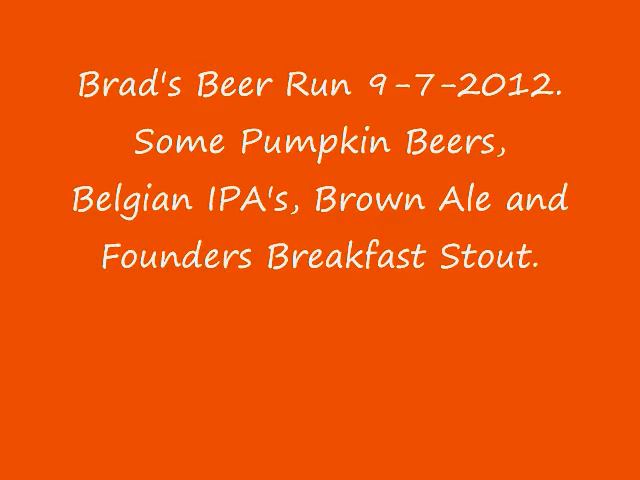 Brad's Beer Run 9-7-2012.
Some Pumpkin Beers,
Belgian IPA's, Brown Ale and
Founders Breakfast Stout.